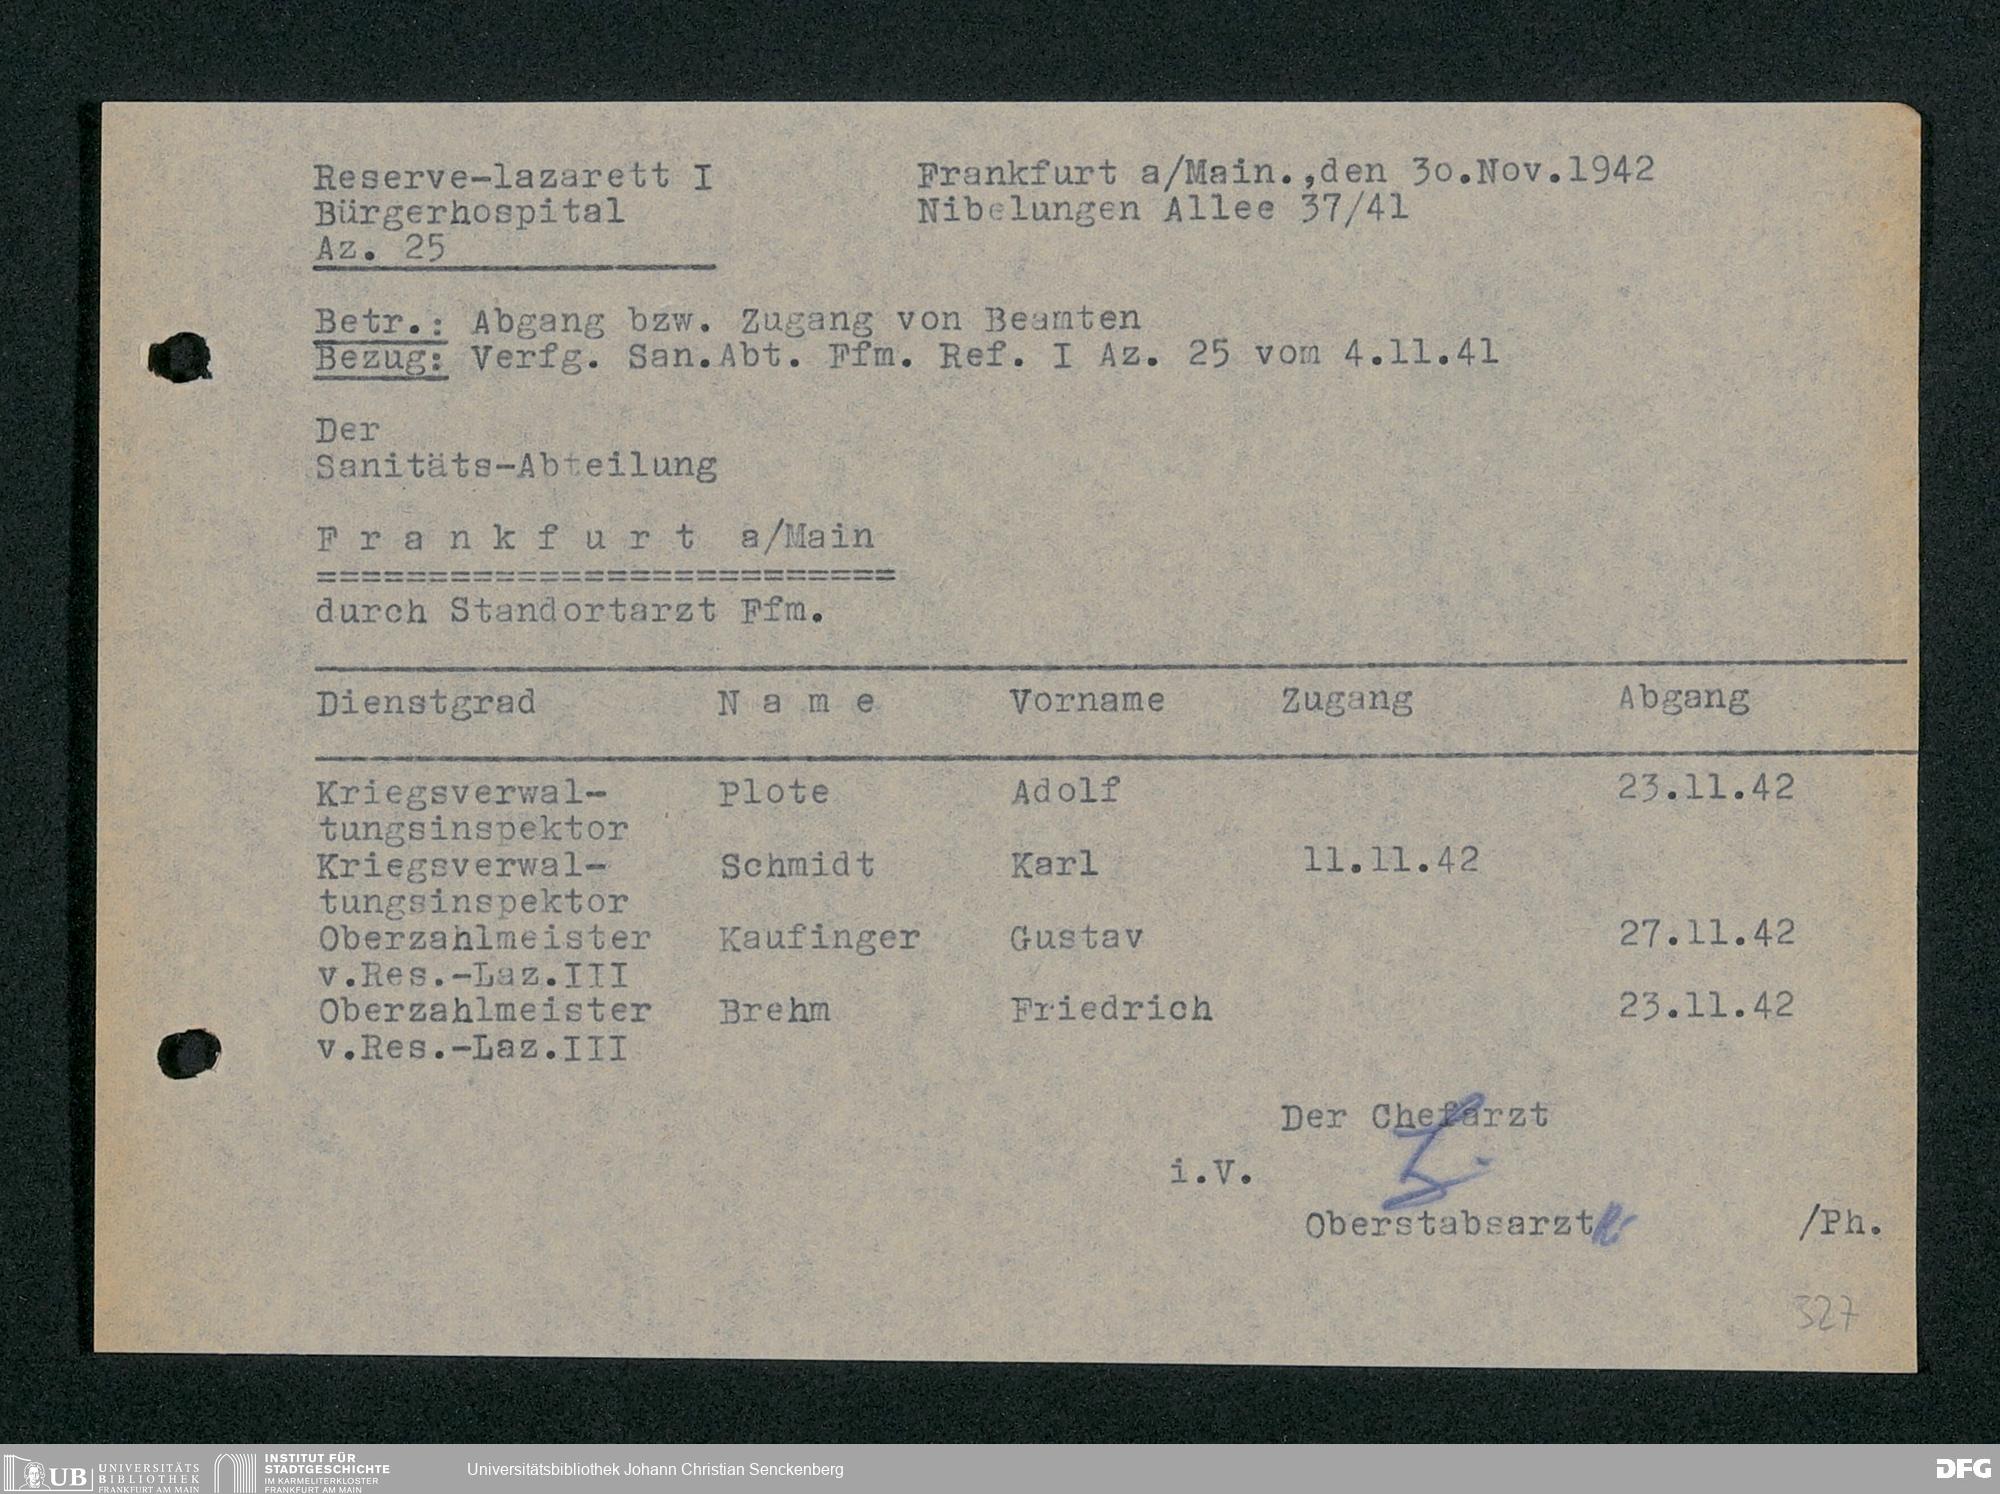 Reserve-lazarett I
Bürgerhospital
Az. 25
Frankfurt a/Main.,den 30.Nov.1942
Nibelungen Allee 37/41
Betr.: Abgang bzw. Zugang von Beamten
Bezug: Verfg. San.Abt. Ffm. Ref. I Az. 25 vom 4.11.41
Der
Sanitäts-Abteilung
F r a n k f u r t a/Main
==========================
durch Standortarzt Ffm.
Dienstgrad N a m e Vorname Zugang Abgang
Kriegsverwal- Plote Adolf 23.11.42
tungsinspektor
Kriegsverwal- Schmidt Karl 11.11.42
tungsinspektor
Oberzahlmeister Kaufinger Gustav 27.11.42
v.Res.-Laz.III
Oberzahlmeister Brehm Friedrich 23.11.42
v.Res.-Laz.III
Der Chefarzt
i.V.
Oberstabsarzt /Ph.
327
UB UNIVERSITÄTS
BIBLIOTHEK
FRANKFURT AM MAIN
INSTITUT FÜR
STADTGESCHICHTE
IM KARMELITERKLOSTER
FRANKFURT AM MAIN
Universitätsbibliothek Johann Christian Senckenberg
DFG